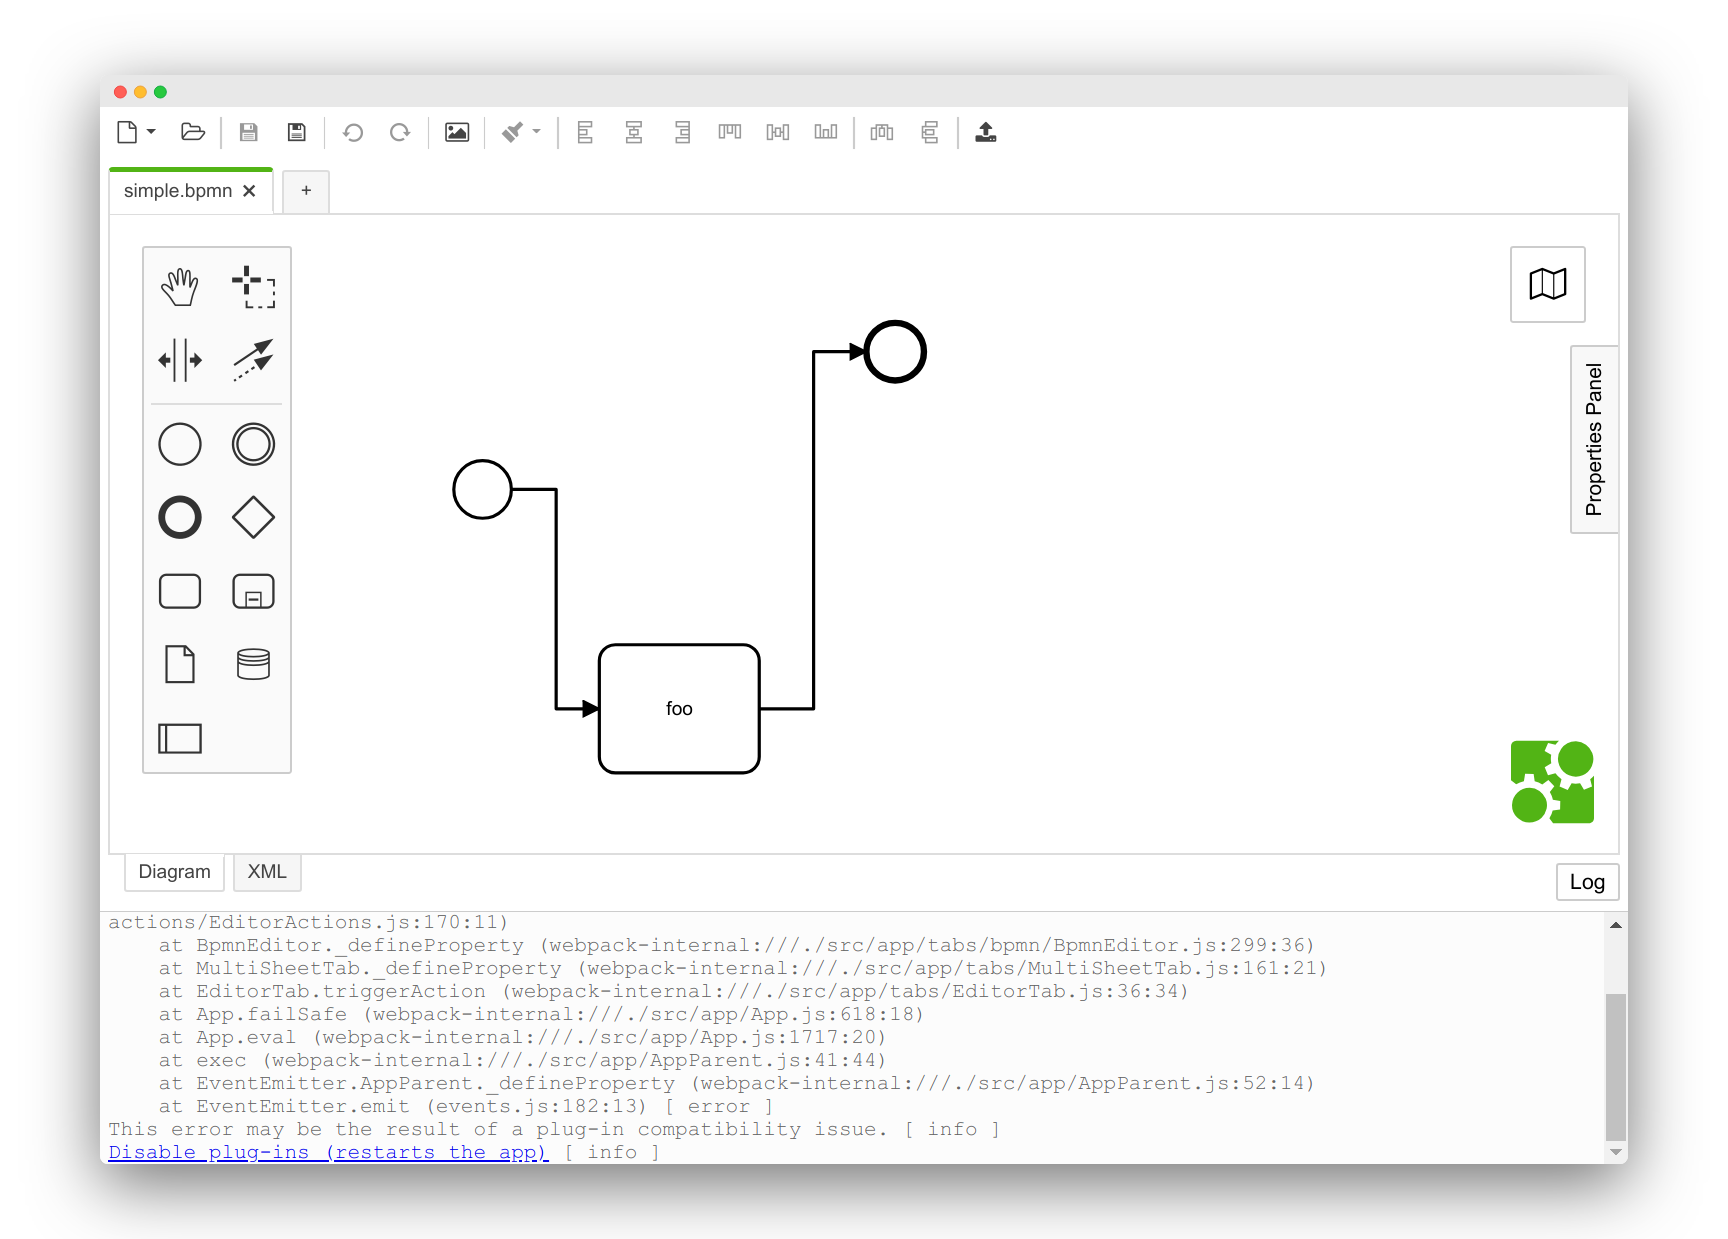 simple.bpmn
+
Properties Panel
foo
Diagram
XML
Log
actions/EditorActions.js:170:11)
at BpmnEditor._defineProperty (webpack-internal:///./src/app/tabs/bpmn/BpmnEditor.js:299:36)
at MultiSheetTab._defineProperty (webpack-internal:///./src/app/tabs/MultiSheetTab.js:161:21)
at EditorTab.triggerAction (webpack-internal:///./src/app/tabs/EditorTab.js:36:34)
at App.failSafe (webpack-internal:///./src/app/App.js:618:18)
at App.eval (webpack-internal:///./src/app/App.js:1717:20)
at exec (webpack-internal:///./src/app/AppParent.js:41:44)
at EventEmitter.AppParent._defineProperty (webpack-internal:///./src/app/AppParent.js:52:14)
at EventEmitter.emit (events.js:182:13) [ error ]
This error may be the result of a plug-in compatibility issue. [ info ]
Disable plug-ins (restarts the app) [ info ]